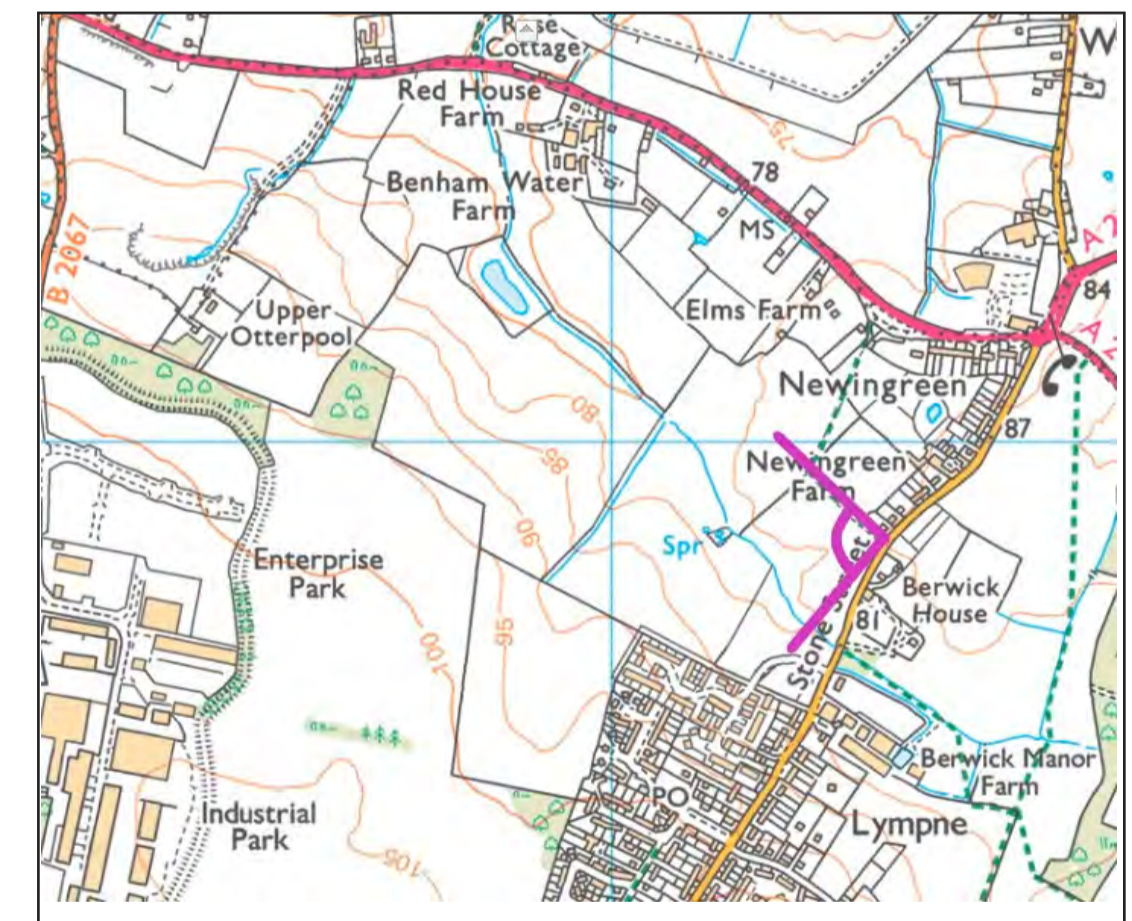 Rose
Cottage
W
Red House
Farm
75
Benham Water
Farm
78
MS
B 2067
A 2
84
Upper
Otterpool
Elms Farm
A 2
Newingreen
80
87
85
Newingreen
Farm
90
Spr
Stone Street
Enterprise
Park
Berwick
House
81
95
100
Berwick Manor
Farm
PO
Industrial
Park
Lympne
105